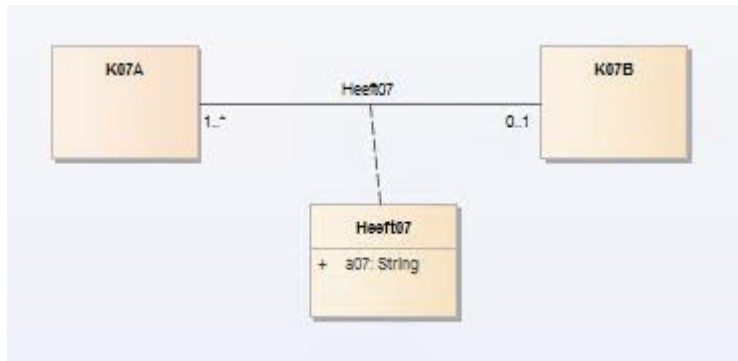 K07A
K07B
Heeft07
1..*
0..1
Heeft07
+ a07: String